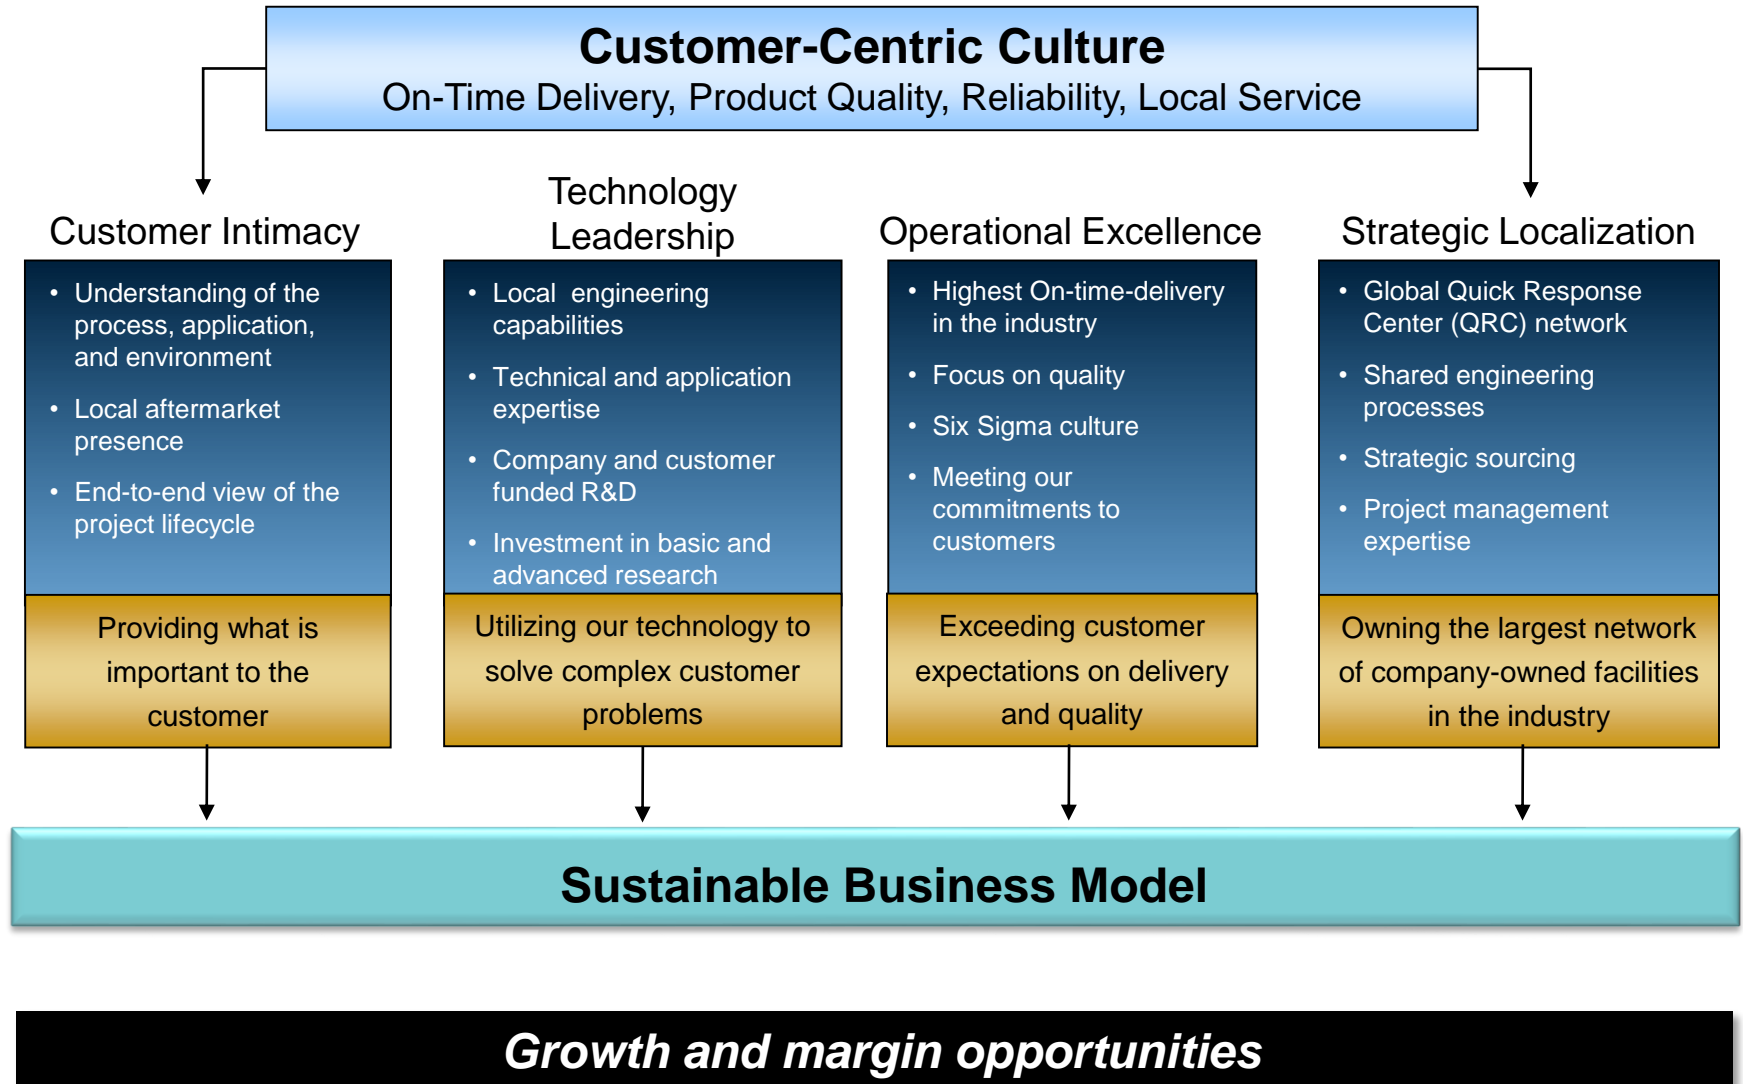 Customer-Centric Culture
On-Time Delivery, Product Quality, Reliability, Local Service
Customer Intimacy
• Understanding of the
process, application,
and environment
• Local aftermarket
presence
• End-to-end view of the
project lifecycle
Providing what is
important to the
customer
Technology
Leadership
• Local engineering
capabilities
• Technical and application
expertise
• Company and customer
funded R&D
• Investment in basic and
advanced research
Utilizing our technology to
solve complex customer
problems
Operational Excellence
• Highest On-time-delivery
in the industry
• Focus on quality
• Six Sigma culture
• Meeting our
commitments to
customers
Exceeding customer
expectations on delivery
and quality
Strategic Localization
• Global Quick Response
Center (QRC) network
• Shared engineering
processes
• Strategic sourcing
• Project management
expertise
Owning the largest network
of company-owned facilities
in the industry
Sustainable Business Model
Growth and margin opportunities